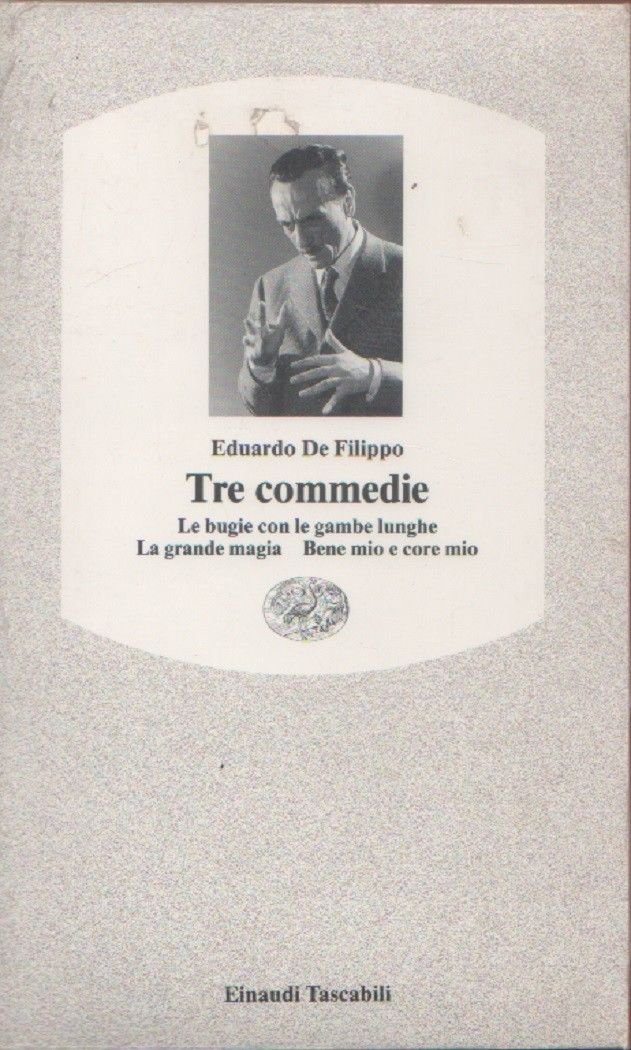 Eduardo De Filippo
Tre commedie
Le bugie con le gambe lunghe
La grande magia Bene mio e core mio
Einaudi Tascabili